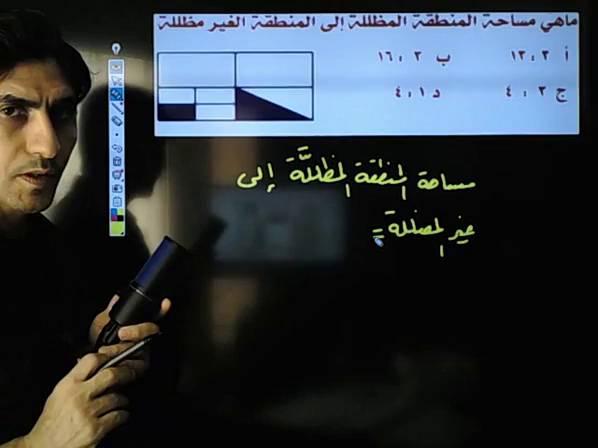 ماهي مساحة المنطقة المظللة إلى المنطقة الغير مظللة
أ ٣ : ١٣ ب ٣ : ١٦
ج ٣ : ٤ د ١ : ٤
مساحة المنطقة المظللة إلى
غير المضللة =